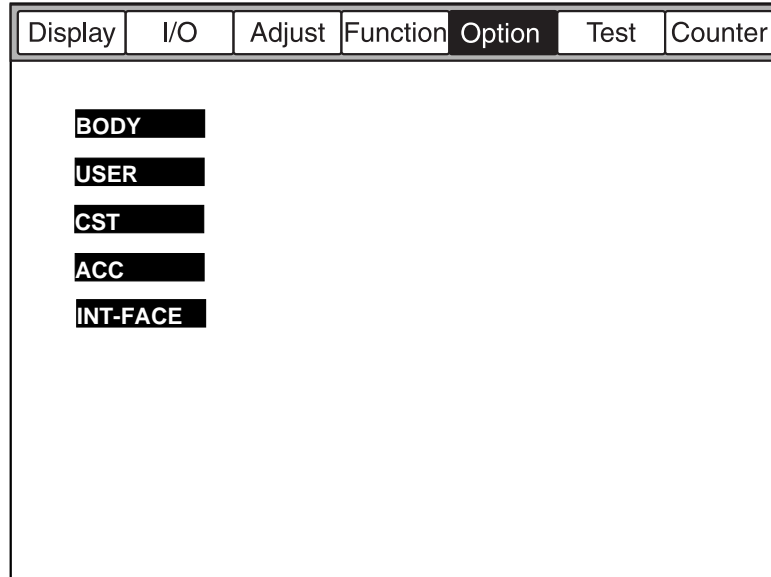 Display I/O Adjust Function Option Test Counter
BODY
USER
CST
ACC
INT-FACE